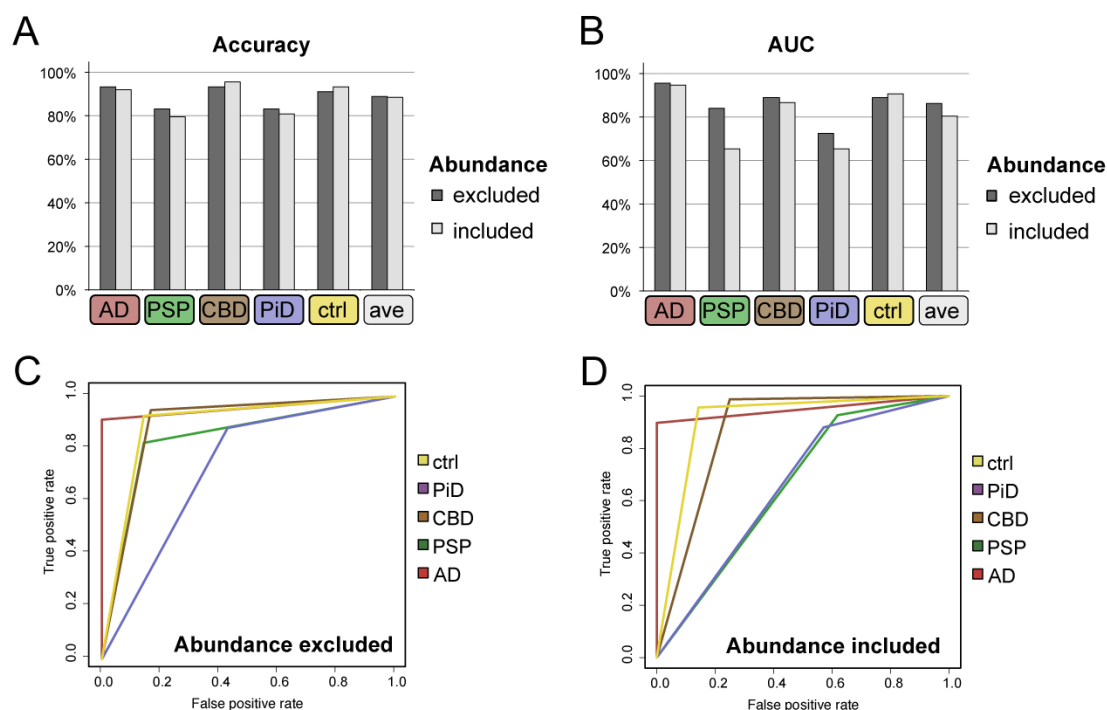 A
Accuracy
100%
80%
60%
40%
20%
0%
AD PSP CBD PiD ctrl ave
Abundance
excluded
included
B
AUC
100%
80%
60%
40%
20%
0%
AD PSP CBD PiD ctrl ave
Abundance
excluded
included
C
True positive rate
1.0
0.8
0.6
0.4
0.2
0.0
0.0 0.2 0.4 0.6 0.8 1.0
False positive rate
Abundance excluded
ctrl
PiD
CBD
PSP
AD
D
True positive rate
1.0
0.8
0.6
0.4
0.2
0.0
0.0 0.2 0.4 0.6 0.8 1.0
False positive rate
Abundance included
ctrl
PiD
CBD
PSP
AD